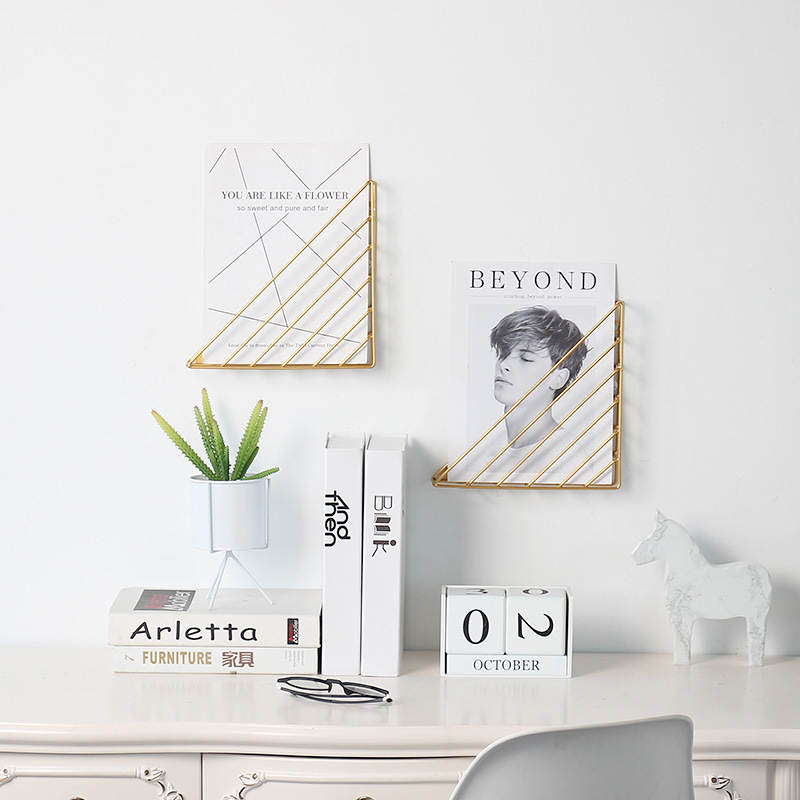 YOU ARE LIKE A FLOWER
so sweet and pure and fair
BEYOND
And
then
Arletta
FURNITURE 家具
0 2
OCTOBER